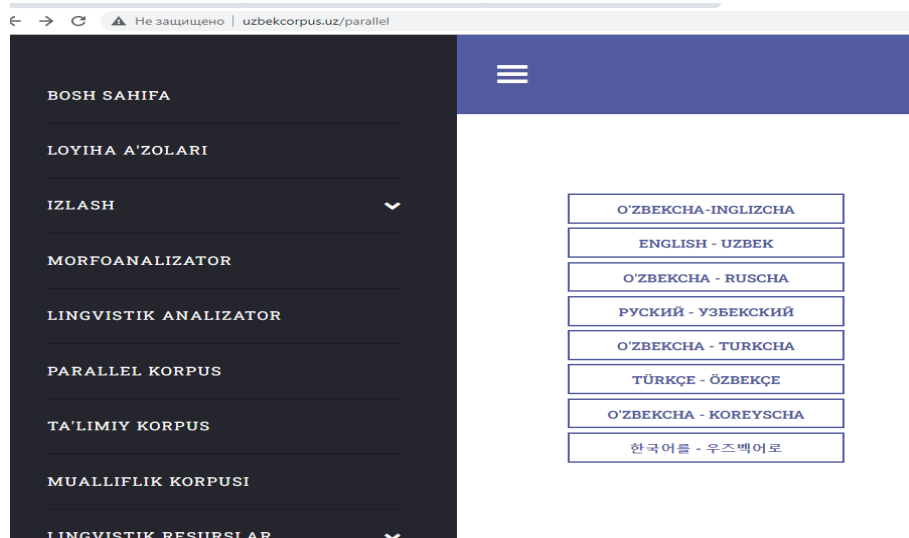 Не защищено | uzbekcorpus.uz/parallel
BOSH SAHIFA
LOYIHA A'ZOLARI
IZLASH
MORFOANALIZATOR
LINGVISTIK ANALIZATOR
PARALLEL KORPUS
TA'LIMIY KORPUS
MUALLIFLIK KORPUSI
LINGVISTIK RESURSLAR
O'ZBEKCHA-INGLIZCHA
ENGLISH - UZBEK
O'ZBEKCHA - RUSCHA
РУСКИЙ - УЗБЕКСКИЙ
O'ZBEKCHA - TURKCHA
TÜRKÇE - ÖZBEKÇE
O'ZBEKCHA - KOREYSCHA
한국어를 - 우즈벡어로